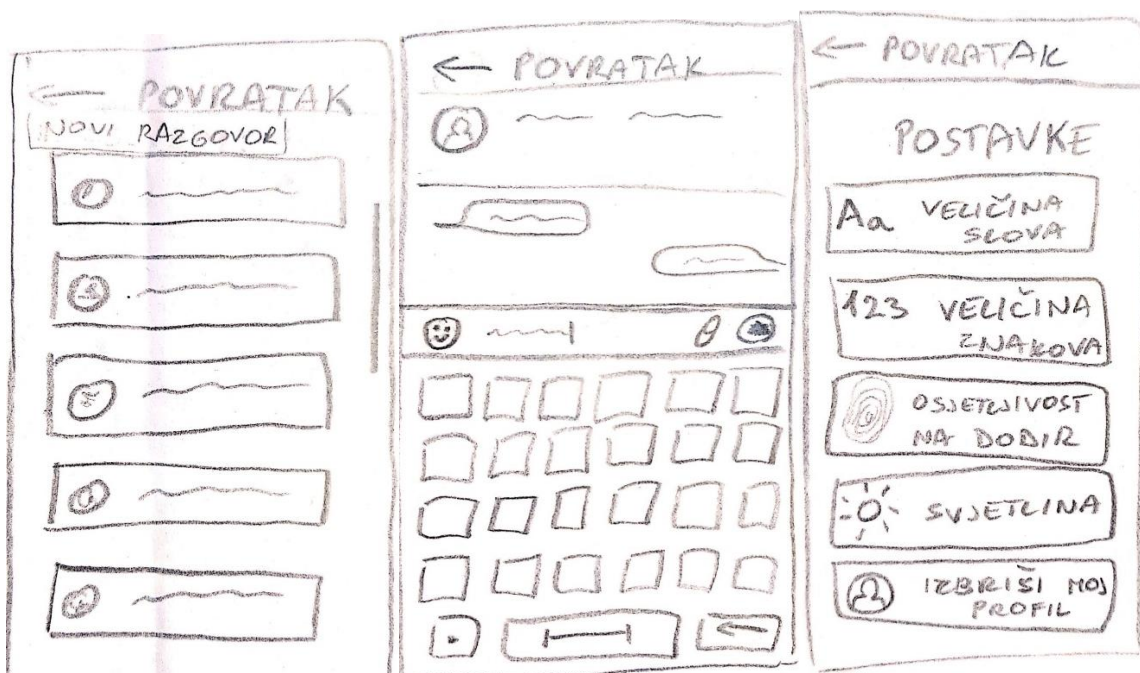 ← POVRATAK
NOVI RAZGOVOR
← POVRATAK
← POVRATAK
POSTAVKE
Aa VELIČINA
SLOVA
123 VELIČINA
ZNAKOVA
OSJETLJIVOST
NA DODIR
SVJETLINA
IZBRIŠI MOJ
PROFIL